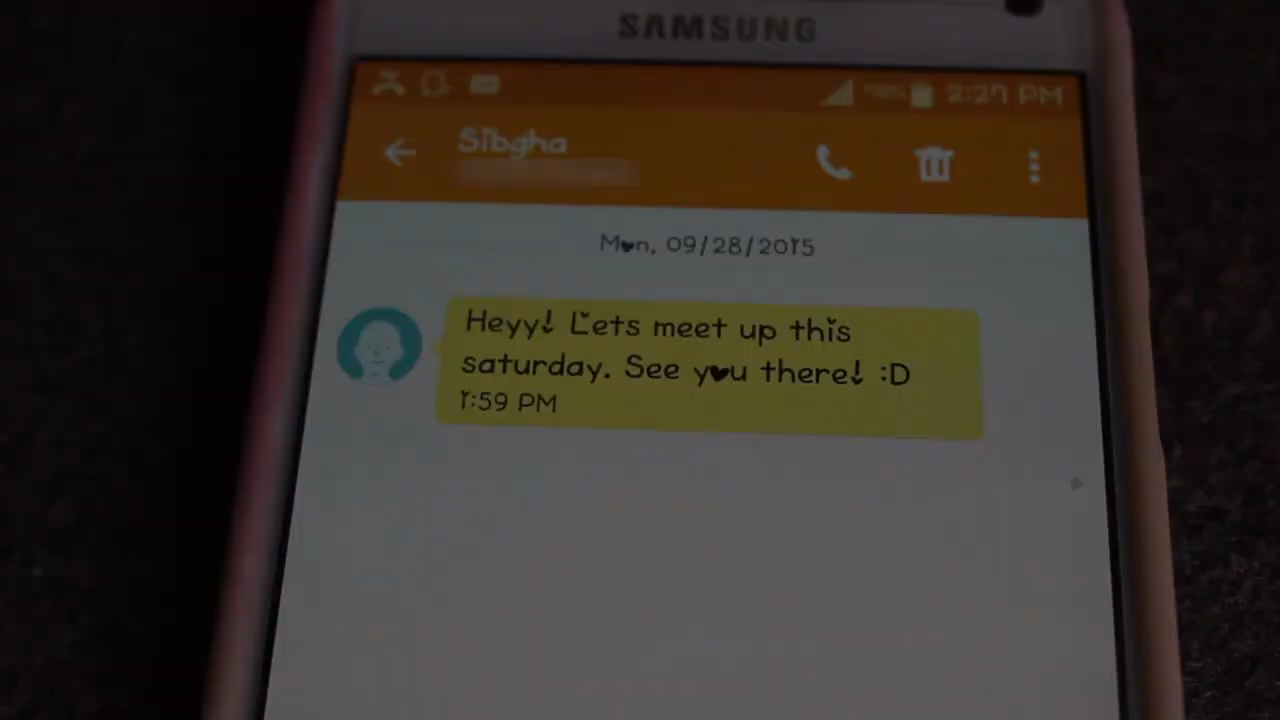 SAMSUNG
2:27 PM
Sibgha
Mon, 09/28/2015
Heyy! Lets meet up this
saturday. See you there! :D
1:59 PM